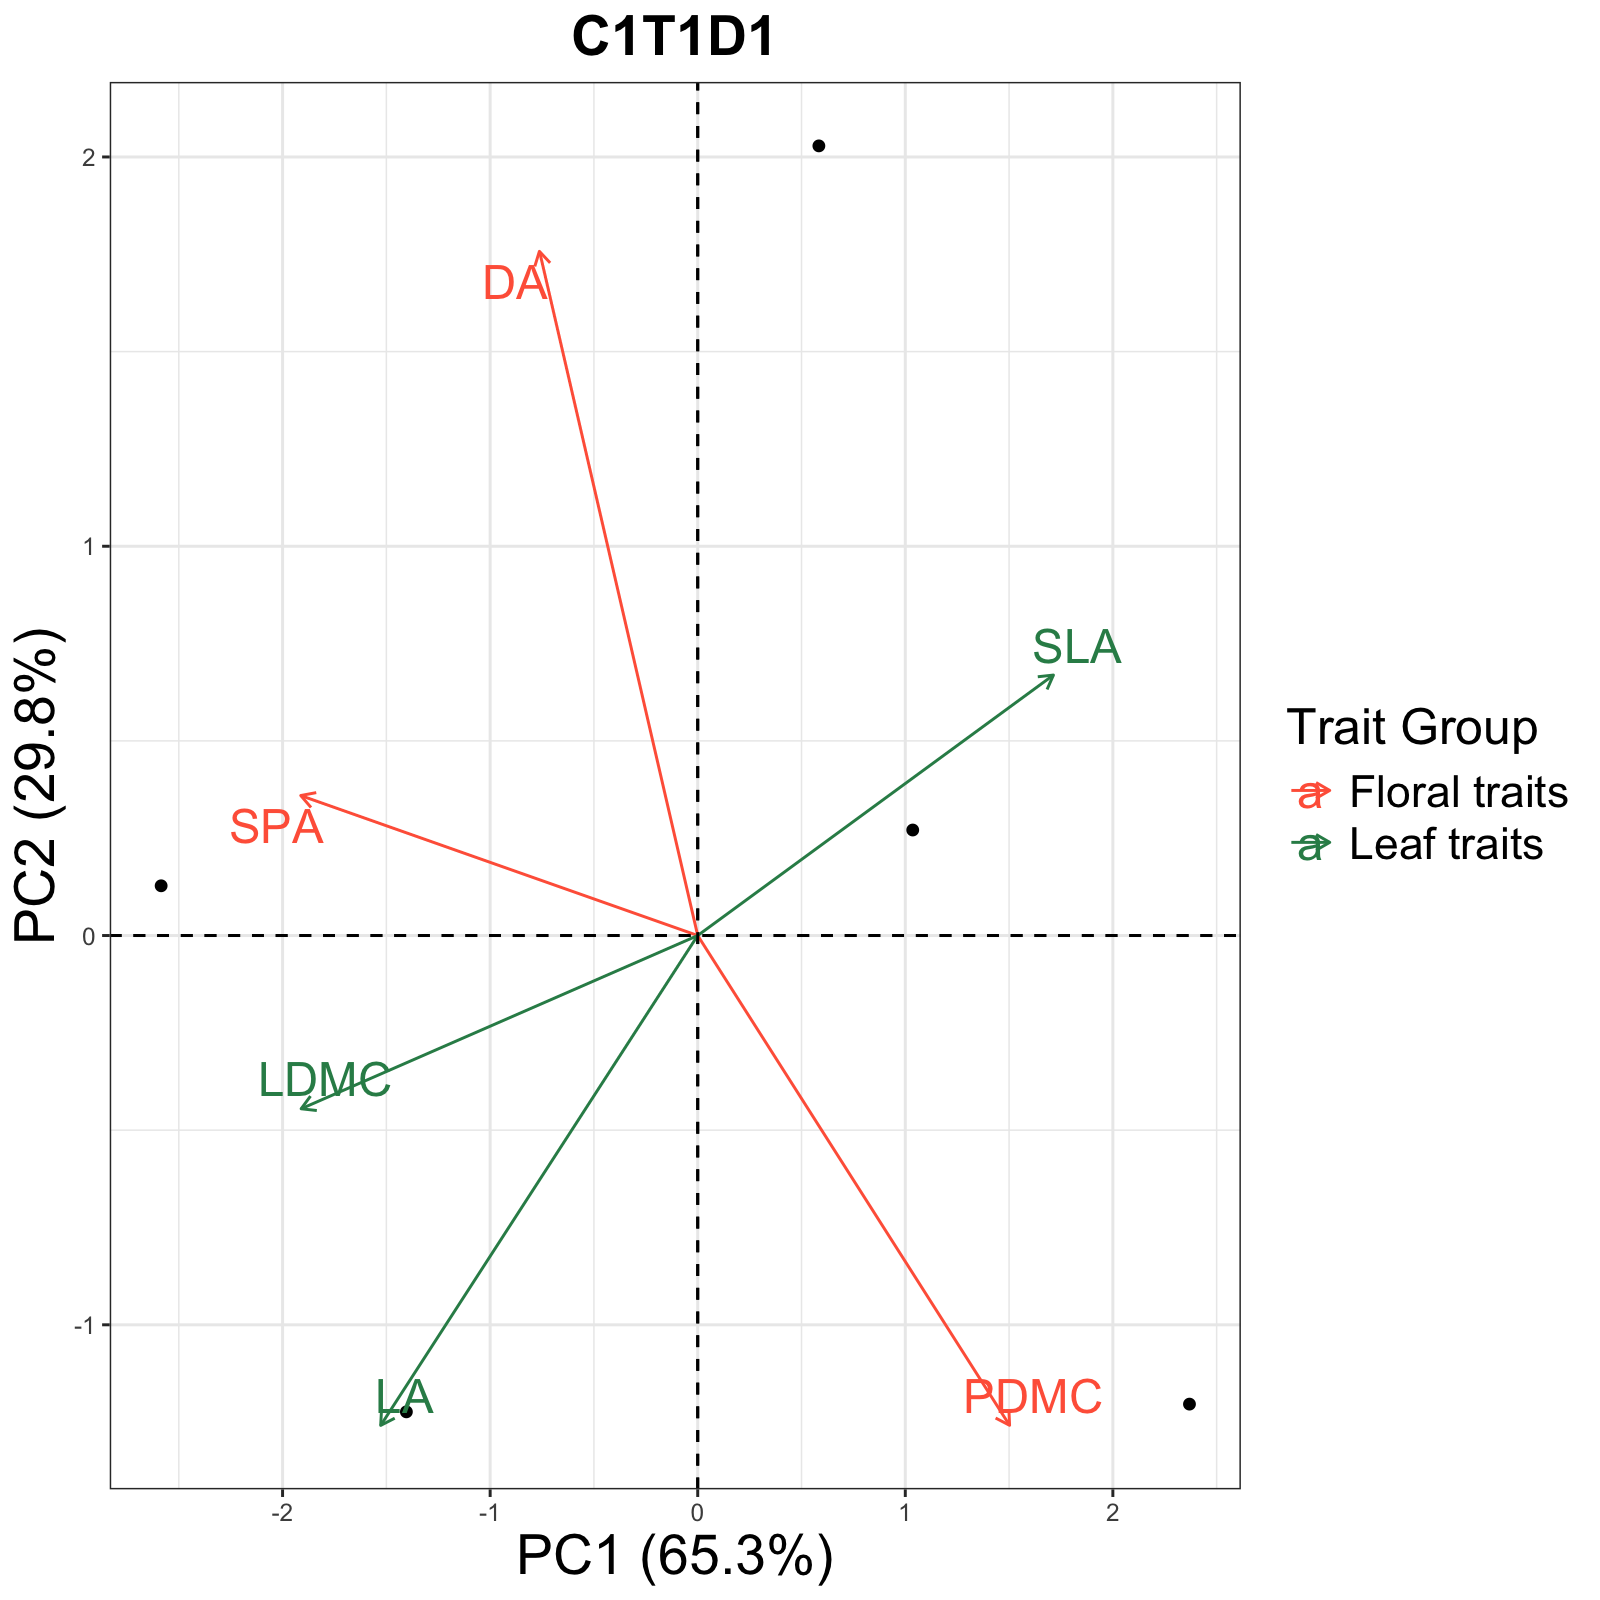 C1T1D1
2
1
0
-1
PC2 (29.8%)
DA
SLA
SPA
LDMC
LA
PDMC
-2
-1
0
1
2
PC1 (65.3%)
Trait Group
a Floral traits
a Leaf traits